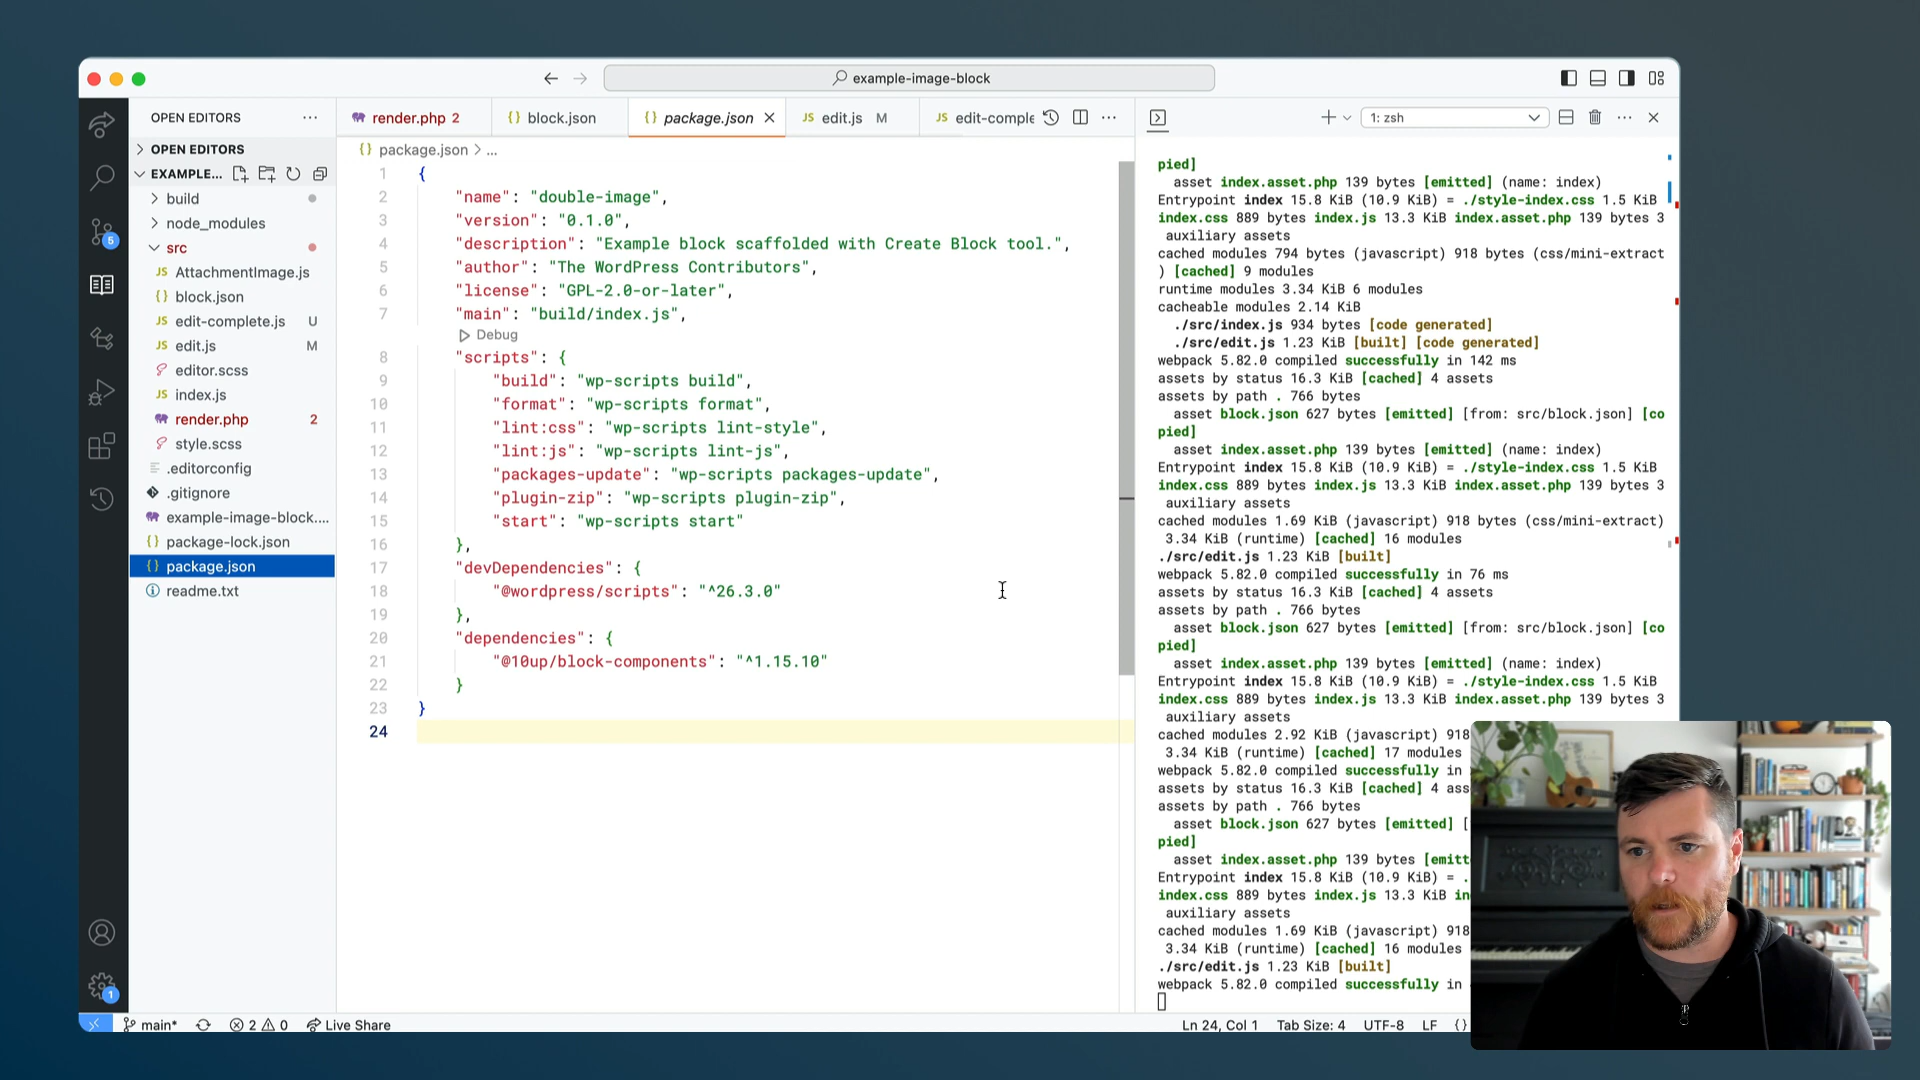 example-image-block
OPEN EDITORS ···
render.php 2
block.json
package.json
edit.js M
edit-comple
1: zsh
OPEN EDITORS
EXAMPLE...
build
node_modules
src
AttachmentImage.js
block.json
edit-complete.js U
edit.js M
editor.scss
index.js
render.php 2
style.scss
.editorconfig
.gitignore
example-image-block....
package-lock.json
package.json
readme.txt
5
1
package.json > ...
1 {
2 "name": "double-image",
3 "version": "0.1.0",
4 "description": "Example block scaffolded with Create Block tool.",
5 "author": "The WordPress Contributors",
6 "license": "GPL-2.0-or-later",
7 "main": "build/index.js",
Debug
8 "scripts": {
9 "build": "wp-scripts build",
10 "format": "wp-scripts format",
11 "lint:css": "wp-scripts lint-style",
12 "lint:js": "wp-scripts lint-js",
13 "packages-update": "wp-scripts packages-update",
14 "plugin-zip": "wp-scripts plugin-zip",
15 "start": "wp-scripts start"
16 },
17 "devDependencies": {
18 "@wordpress/scripts": "^26.3.0"
19 },
20 "dependencies": {
21 "@10up/block-components": "^1.15.10"
22 }
23 }
24
pied]
asset index.asset.php 139 bytes [emitted] (name: index)
Entrypoint index 15.8 KiB (10.9 KiB) = ./style-index.css 1.5 KiB
index.css 889 bytes index.js 13.3 KiB index.asset.php 139 bytes 3
auxiliary assets
cached modules 794 bytes (javascript) 918 bytes (css/mini-extract
) [cached] 9 modules
runtime modules 3.34 KiB 6 modules
cacheable modules 2.14 KiB
./src/index.js 934 bytes [code generated]
./src/edit.js 1.23 KiB [built] [code generated]
webpack 5.82.0 compiled successfully in 142 ms
assets by status 16.3 KiB [cached] 4 assets
assets by path . 766 bytes
asset block.json 627 bytes [emitted] [from: src/block.json] [co
pied]
asset index.asset.php 139 bytes [emitted] (name: index)
Entrypoint index 15.8 KiB (10.9 KiB) = ./style-index.css 1.5 KiB
index.css 889 bytes index.js 13.3 KiB index.asset.php 139 bytes 3
auxiliary assets
cached modules 1.69 KiB (javascript) 918 bytes (css/mini-extract)
3.34 KiB (runtime) [cached] 16 modules
./src/edit.js 1.23 KiB [built]
webpack 5.82.0 compiled successfully in 76 ms
assets by status 16.3 KiB [cached] 4 assets
assets by path . 766 bytes
asset block.json 627 bytes [emitted] [from: src/block.json] [co
pied]
asset index.asset.php 139 bytes [emitted] (name: index)
Entrypoint index 15.8 KiB (10.9 KiB) = ./style-index.css 1.5 KiB
index.css 889 bytes index.js 13.3 KiB index.asset.php 139 bytes 3
auxiliary assets
cached modules 2.92 KiB (javascript) 918
3.34 KiB (runtime) [cached] 17 modules
webpack 5.82.0 compiled successfully in
assets by status 16.3 KiB [cached] 4 ass
assets by path . 766 bytes
asset block.json 627 bytes [emitted] [
pied]
asset index.asset.php 139 bytes [emitt
Entrypoint index 15.8 KiB (10.9 KiB) = .
index.css 889 bytes index.js 13.3 KiB in
auxiliary assets
cached modules 1.69 KiB (javascript) 918
3.34 KiB (runtime) [cached] 16 modules
./src/edit.js 1.23 KiB [built]
webpack 5.82.0 compiled successfully in
main* 2 0 Live Share
Ln 24, Col 1 Tab Size: 4 UTF-8 LF {}